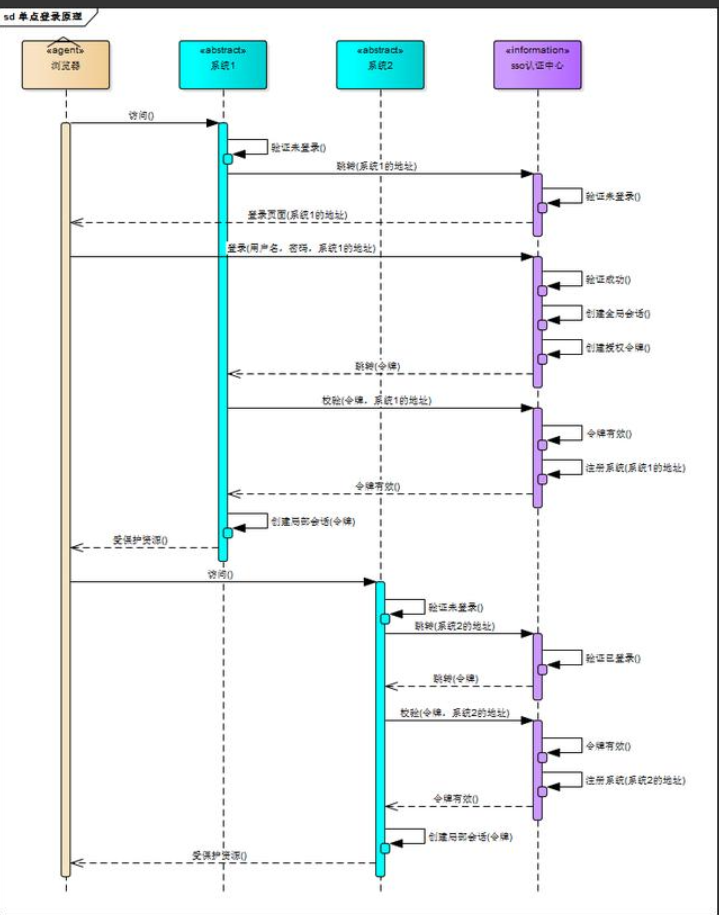 sd 单点登录原理
«agent»
浏览器
«abstract»
系统1
«abstract»
系统2
«information»
sso认证中心
访问()
验证未登录()
跳转(系统1的地址)
验证未登录()
登录页面(系统1的地址)
登录(用户名，密码，系统1的地址)
验证成功()
创建全局会话()
创建授权令牌()
跳转(令牌)
校验(令牌，系统1的地址)
令牌有效()
注册系统(系统1的地址)
令牌有效()
创建局部会话(令牌)
受保护资源()
访问()
验证未登录()
跳转(系统2的地址)
验证已登录()
跳转(令牌)
校验(令牌，系统2的地址)
令牌有效()
注册系统(系统2的地址)
令牌有效()
创建局部会话(令牌)
受保护资源()